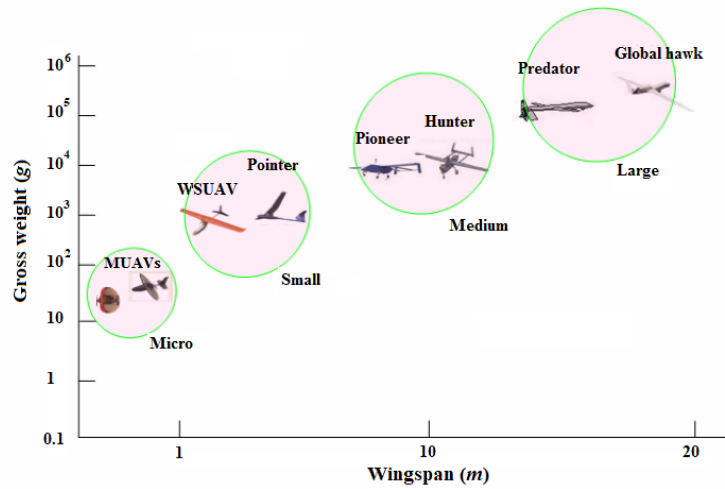 10⁶
10⁵
10⁴
10³
10²
10
1
0.1
Gross weight (g)
Global hawk
Predator
Large
Hunter
Pioneer
Medium
Pointer
WSUAV
Small
MUAVs
Micro
1
10
20
Wingspan (m)